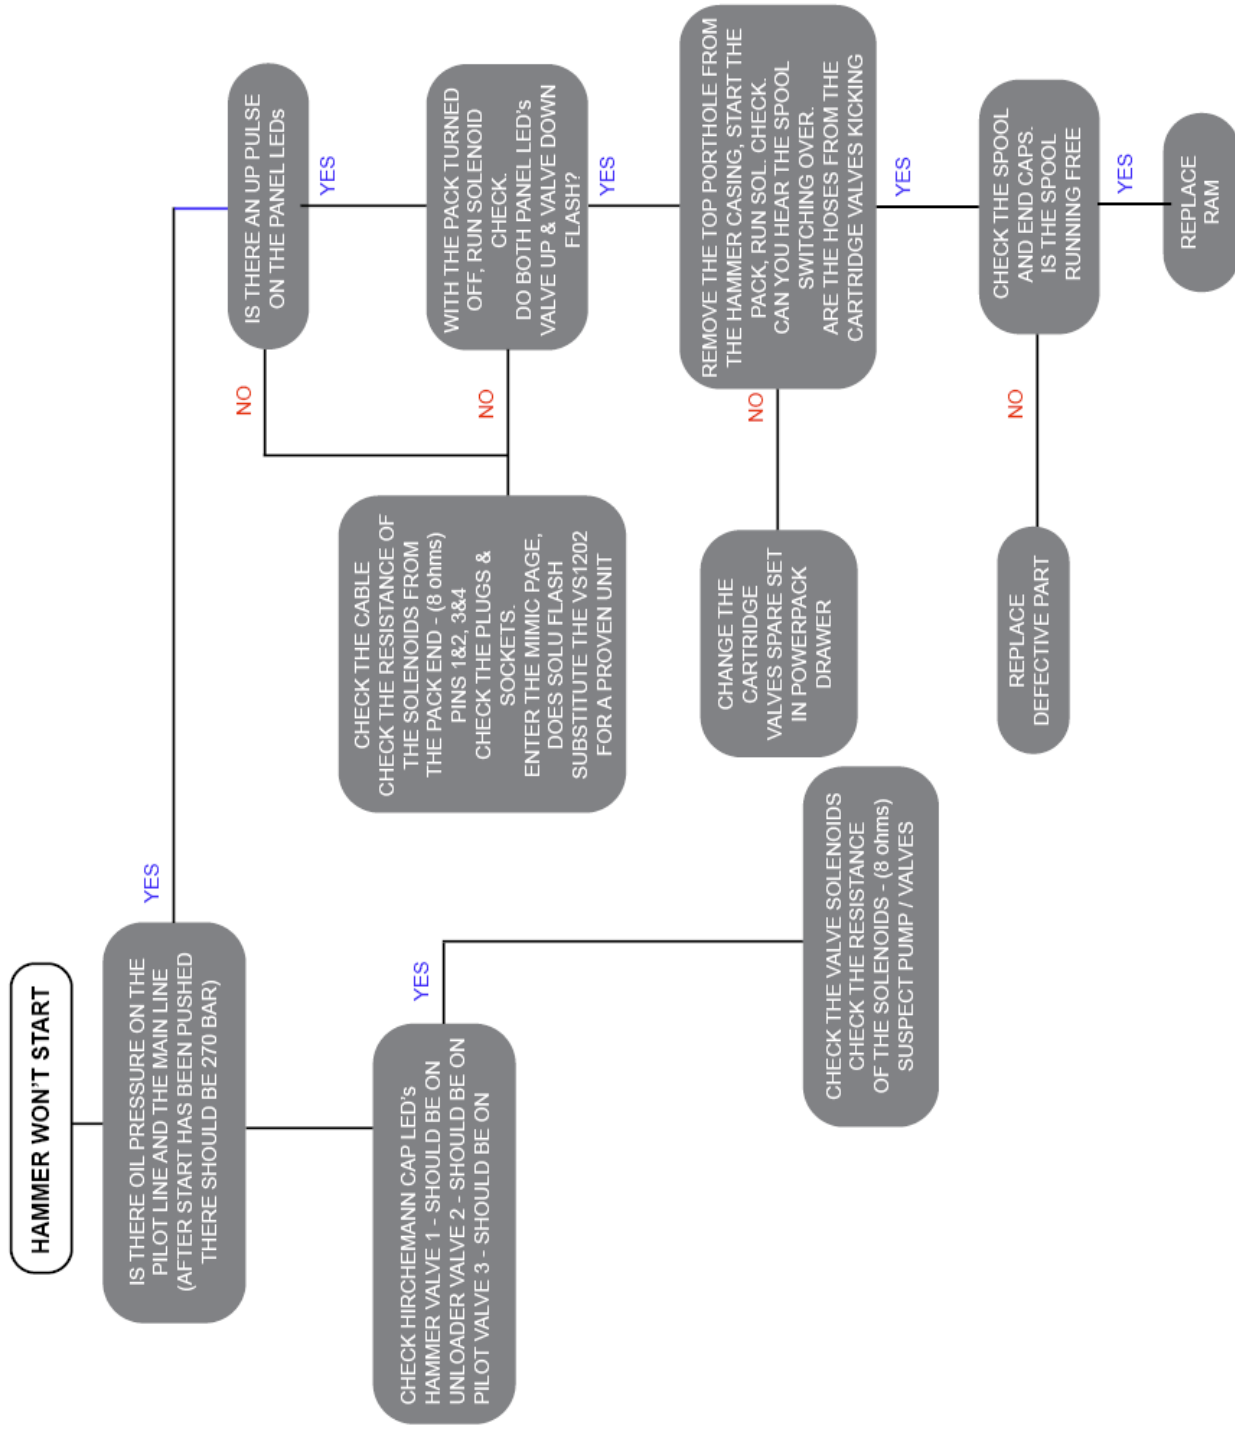 HAMMER WON'T START
IS THERE OIL PRESSURE ON THE
PILOT LINE AND THE MAIN LINE
(AFTER START HAS BEEN PUSHED
THERE SHOULD BE 270 BAR)
YES
IS THERE AN UP PULSE
ON THE PANEL LEDs
NO
YES
WITH THE PACK TURNED
OFF, RUN SOLENOID
CHECK.
DO BOTH PANEL LED's
VALVE UP & VALVE DOWN
FLASH?
NO
YES
CHECK THE CABLE
CHECK THE RESISTANCE OF
THE SOLENOIDS FROM
THE PACK END - (8 ohms)
PINS 1&2, 3&4
CHECK THE PLUGS &
SOCKETS.
ENTER THE MIMIC PAGE,
DOES SOLU FLASH
SUBSTITUTE THE VS1202
FOR A PROVEN UNIT
REMOVE THE TOP PORTHOLE FROM
THE HAMMER CASING, START THE
PACK, RUN SOL. CHECK.
CAN YOU HEAR THE SPOOL
SWITCHING OVER.
ARE THE HOSES FROM THE
CARTRIDGE VALVES KICKING
NO
YES
CHANGE THE
CARTRIDGE
VALVES SPARE SET
IN POWERPACK
DRAWER
CHECK THE SPOOL
AND END CAPS.
IS THE SPOOL
RUNNING FREE
NO
YES
REPLACE
DEFECTIVE PART
REPLACE
RAM
CHECK HIRCHEMANN CAP LED's
HAMMER VALVE 1 - SHOULD BE ON
UNLOADER VALVE 2 - SHOULD BE ON
PILOT VALVE 3 - SHOULD BE ON
YES
CHECK THE VALVE SOLENOIDS
CHECK THE RESISTANCE
OF THE SOLENOIDS - (8 ohms)
SUSPECT PUMP / VALVES